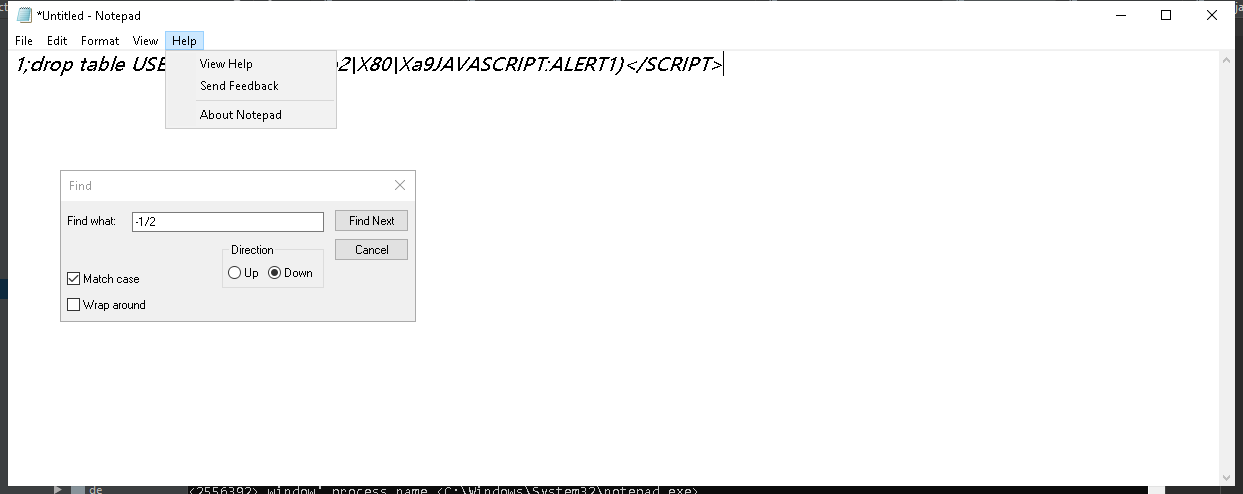 *Untitled - Notepad
File Edit Format View Help
1;drop table USE 2|X80|Xa9JAVASCRIPT:ALERT1)</SCRIPT>
View Help
Send Feedback
About Notepad
Find
Find what: -1/2 Find Next
Direction Cancel
Up Down
Match case
Wrap around
de <2556392> window' process name <C:\Windows\System32\notepad.exe>